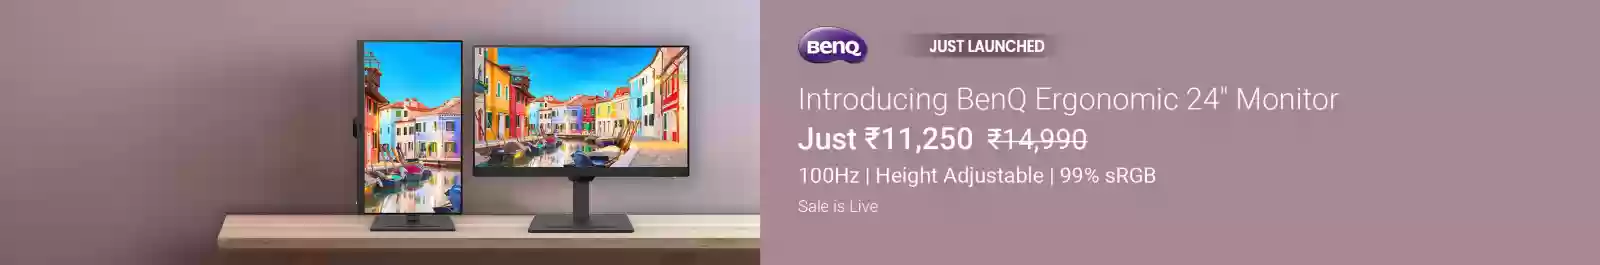 BenQ
JUST LAUNCHED
Introducing BenQ Ergonomic 24" Monitor
Just ₹11,250 ₹14,990
100Hz | Height Adjustable | 99% sRGB
Sale is Live